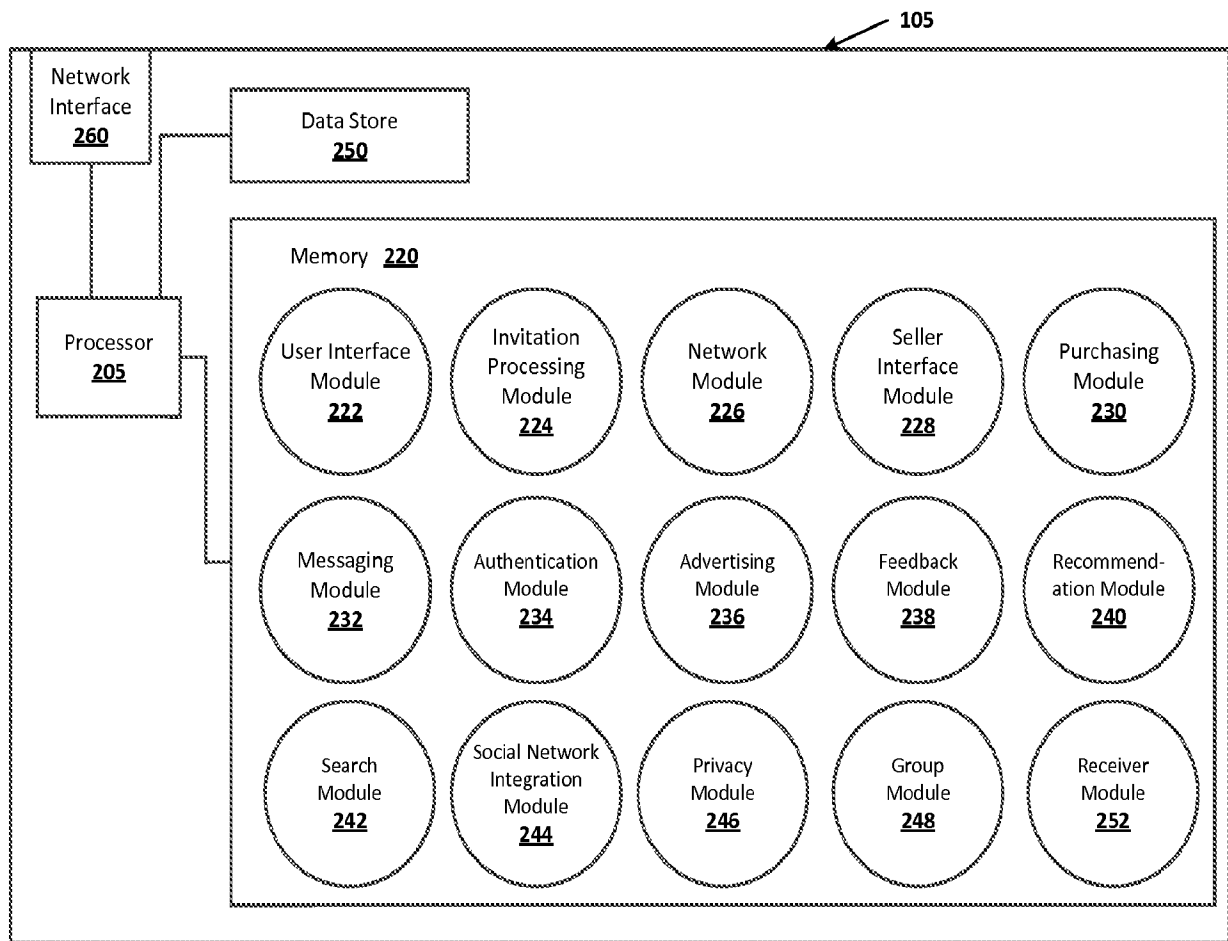 105
Network
Interface
260
Data Store
250
Memory 220
Processor
205
User Interface
Module
222
Invitation
Processing
Module
224
Network
Module
226
Seller
Interface
Module
228
Purchasing
Module
230
Messaging
Module
232
Authentication
Module
234
Advertising
Module
236
Feedback
Module
238
Recommend-
ation Module
240
Search
Module
242
Social Network
Integration
Module
244
Privacy
Module
246
Group
Module
248
Receiver
Module
252